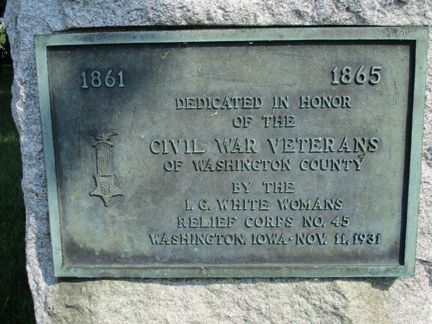 1861 1865
DEDICATED IN HONOR
OF THE
CIVIL WAR VETERANS
OF WASHINGTON COUNTY
BY THE
I. G. WHITE WOMANS
RELIEF CORPS NO. 45
WASHINGTON, IOWA - NOV. 11, 1931